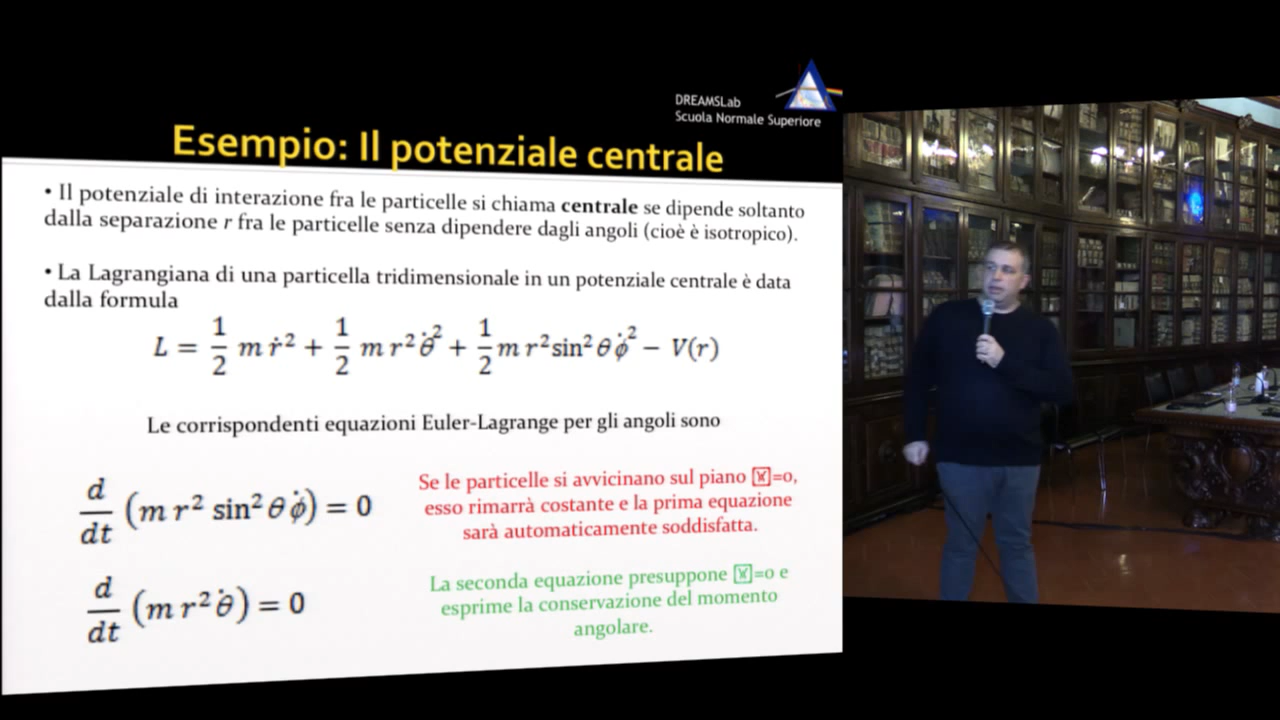 DREAMSLab
Scuola Normale Superiore
Esempio: Il potenziale centrale
• Il potenziale di interazione fra le particelle si chiama centrale se dipende soltanto
dalla separazione r fra le particelle senza dipendere dagli angoli (cioè è isotropico).
• La Lagrangiana di una particella tridimensionale in un potenziale centrale è data
dalla formula
L = 1/2 m ṙ² + 1/2 m r² θ̇² + 1/2 m r² sin² θ ϕ̇² − V(r)
Le corrispondenti equazioni Euler-Lagrange per gli angoli sono
d/dt (m r² sin² θ ϕ̇) = 0
Se le particelle si avvicinano sul piano =0,
esso rimarrà costante e la prima equazione
sarà automaticamente soddisfatta.
d/dt (m r² θ̇) = 0
La seconda equazione presuppone =0 e
esprime la conservazione del momento
angolare.